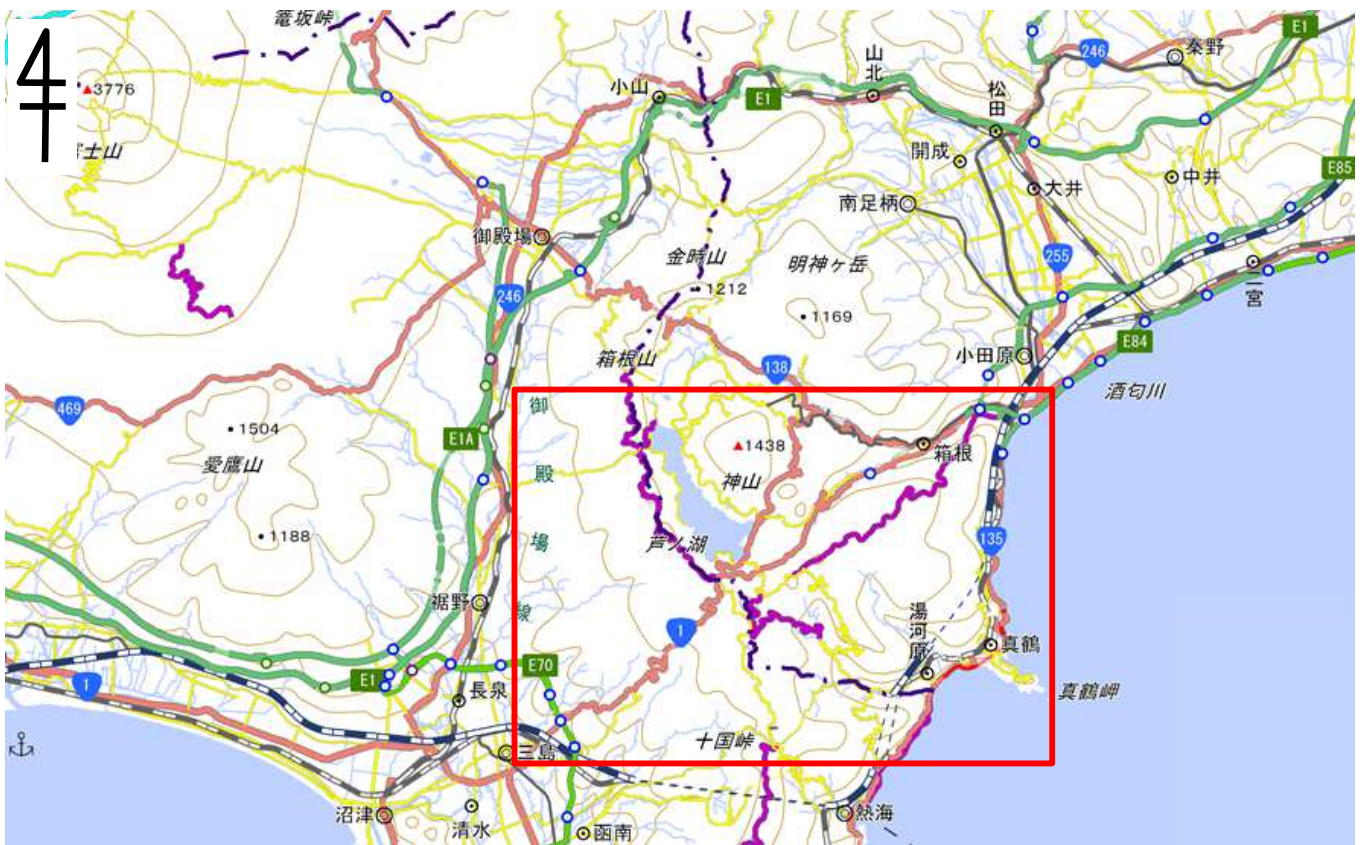 籠坂峠
E1
246
秦野
山北
3776
小山
E1
松田
富士山
開成
E85
大井
中井
南足柄
御殿場
金時山
明神ヶ岳
255
二宮
1212
246
1169
箱根山
小田原
E84
138
酒匂川
469
御殿場線
1504
E1A
1438
箱根
愛鷹山
神山
1188
芦ノ湖
135
裾野
湯河原
1
真鶴
E70
1
E1
長泉
真鶴岬
十国峠
三島
沼津
清水
函南
熱海